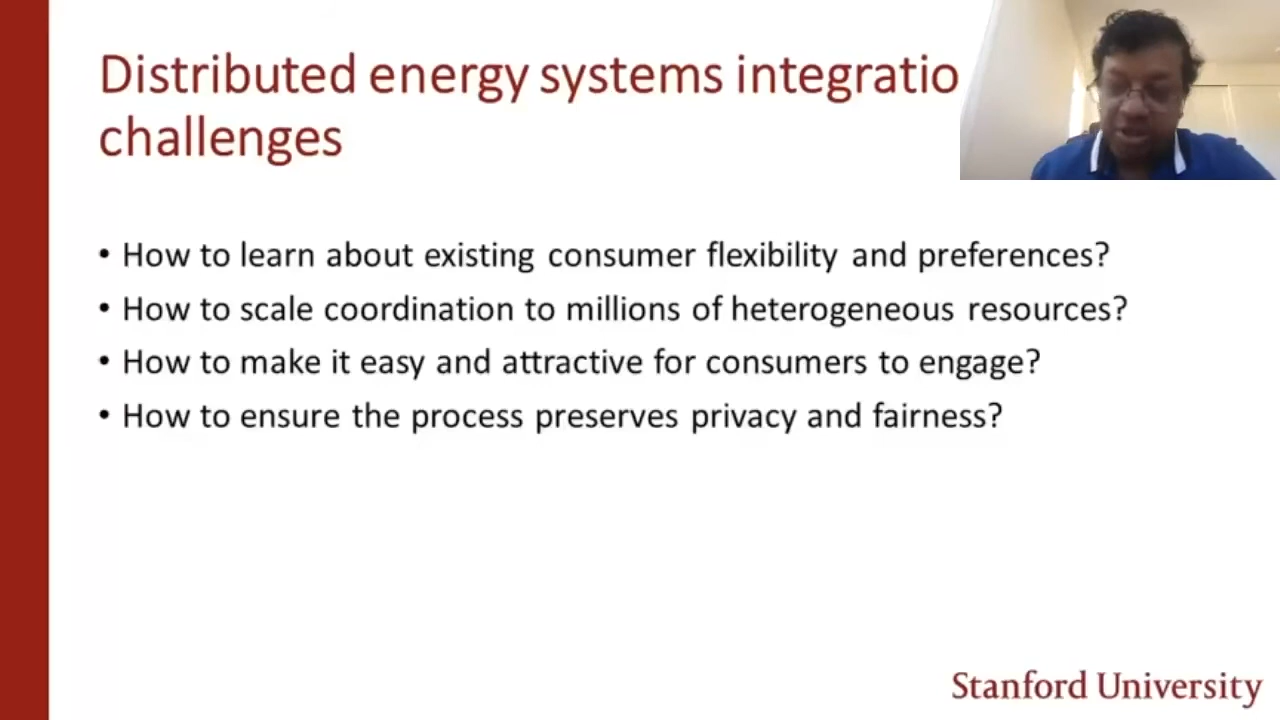 Distributed energy systems integratio
challenges
• How to learn about existing consumer flexibility and preferences?
• How to scale coordination to millions of heterogeneous resources?
• How to make it easy and attractive for consumers to engage?
• How to ensure the process preserves privacy and fairness?
Stanford University